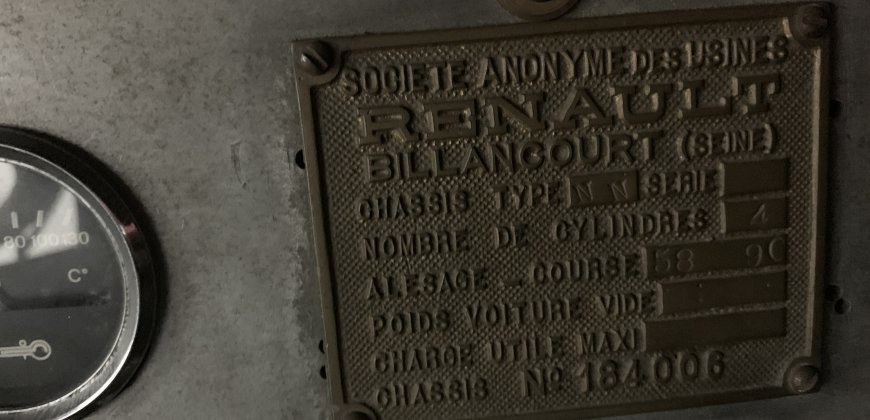 SOCIETE ANONYME DES USINES
RENAULT
BILLANCOURT (SEINE)
CHASSIS TYPE NN SERIE
NOMBRE DE CYLINDRES 4
ALESAGE - COURSE 58 90
POIDS VOITURE VIDE
CHARGE UTILE MAXI
CHASSIS No 184006
80 100 130
C°